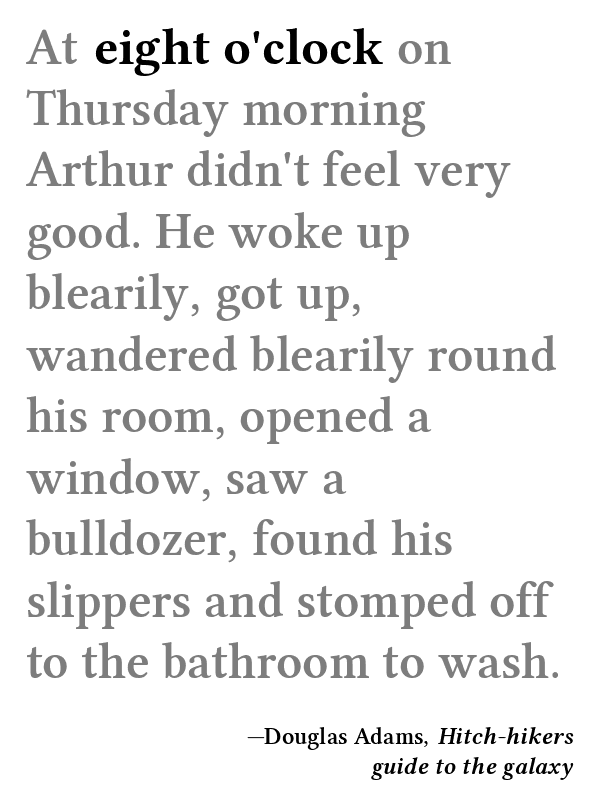 At eight o'clock on
Thursday morning
Arthur didn't feel very
good. He woke up
blearily, got up,
wandered blearily round
his room, opened a
window, saw a
bulldozer, found his
slippers and stomped off
to the bathroom to wash.
—Douglas Adams, Hitch-hikers
guide to the galaxy